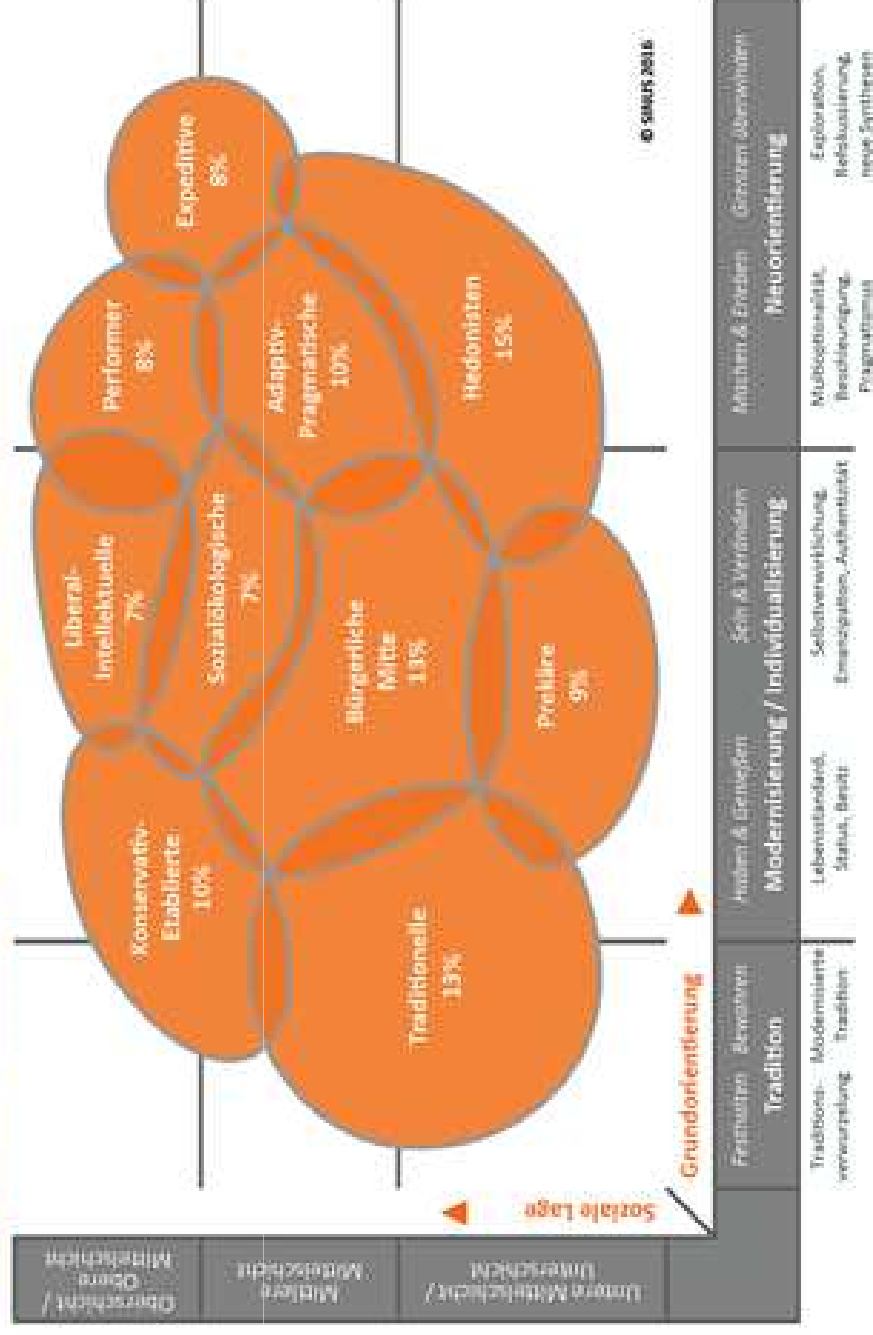 Oberschicht /
Obere
Mittelschicht
Mittlere
Mittelschicht
Untere Mittelschicht /
Unterschicht
Soziale Lage
Konservativ-
Etablierte
10%
Liberal-
Intellektuelle
7%
Performer
8%
Expeditive
8%
Sozialökologische
7%
Adaptiv-
Pragmatische
10%
Bürgerliche
Mitte
13%
Traditionelle
13%
Prekäre
9%
Hedonisten
15%
© SINUS 2016
Grundorientierung
Festhalten Bewahren
Tradition
Haben & Genießen Sein & Verändern
Modernisierung / Individualisierung
Machen & Erleben Grenzen überwinden
Neuorientierung
Traditions-
verwurzelung
Modernisierte
Tradition
Lebensstandard,
Status, Besitz
Selbstverwirklichung,
Emanzipation, Authentizität
Multioptionalität,
Beschleunigung,
Pragmatismus
Exploration,
Refokussierung,
neue Synthesen